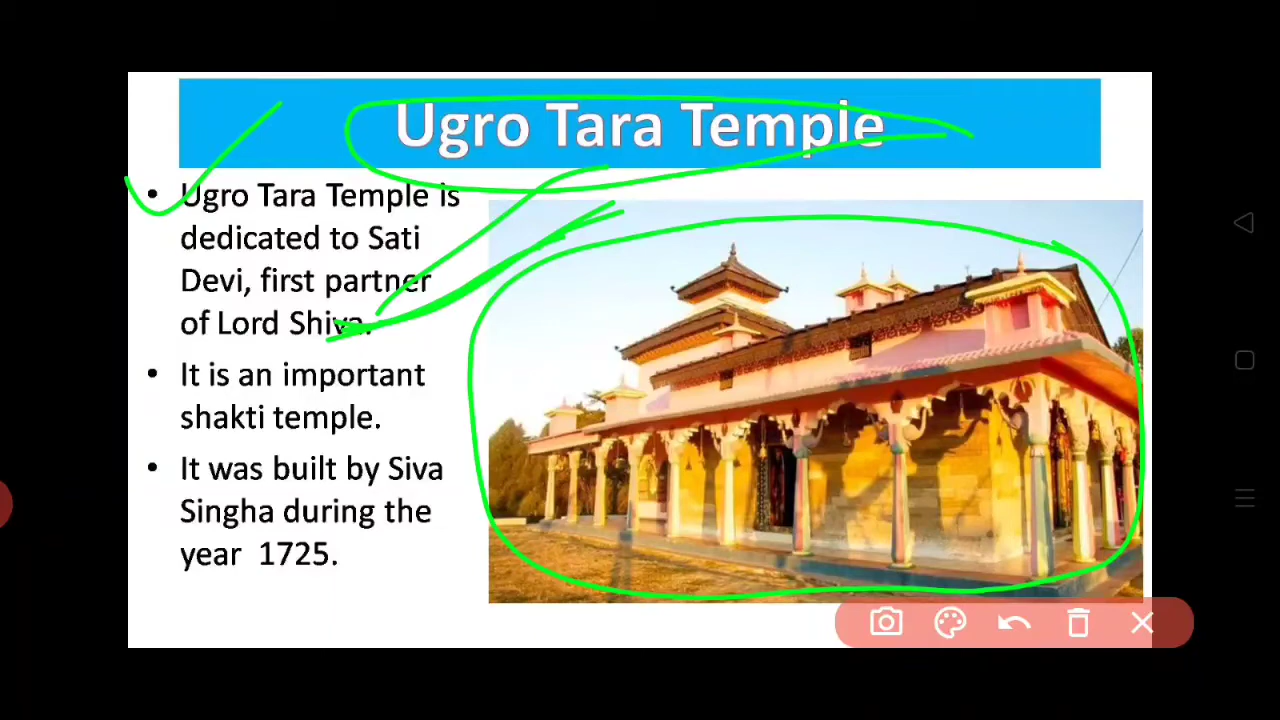 Ugro Tara Temple
• Ugro Tara Temple is
dedicated to Sati
Devi, first partner
of Lord Shiva.
• It is an important
shakti temple.
• It was built by Siva
Singha during the
year 1725.